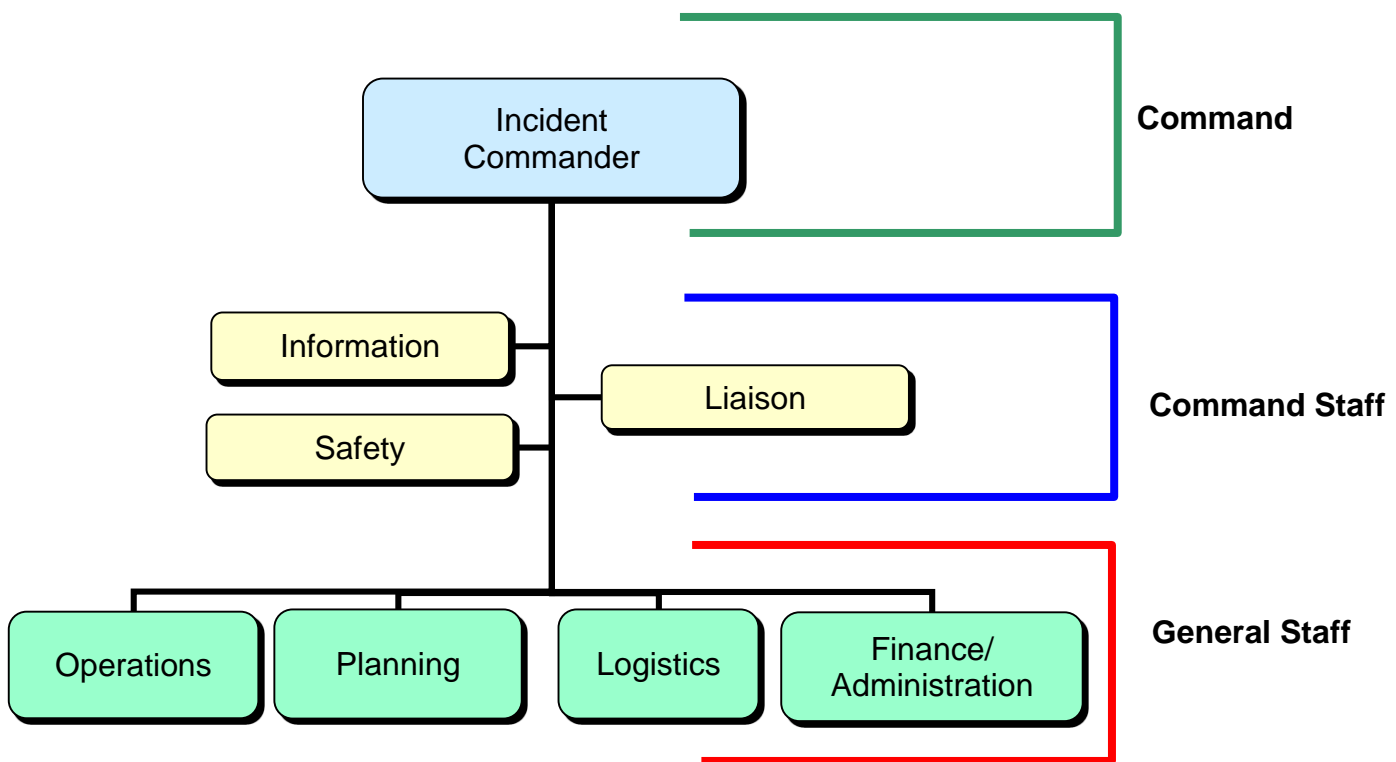 Incident
Commander
Command
Information
Liaison
Safety
Command Staff
Operations
Planning
Logistics
Finance/
Administration
General Staff